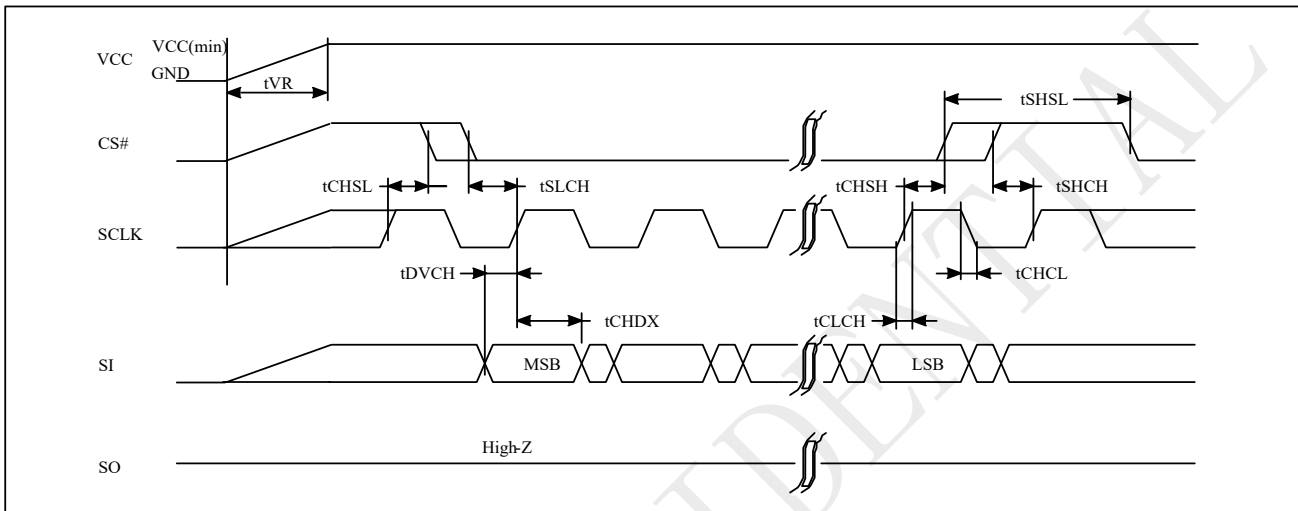 VCC(min)
VCC
GND
tVR
tSHSL
CS#
tCHSL
tSLCH
tCHSH
tSHCH
SCLK
tDVCH
tCHCL
tCHDX
tCLCH
SI
MSB
LSB
High-Z
SO
IDENTIAL